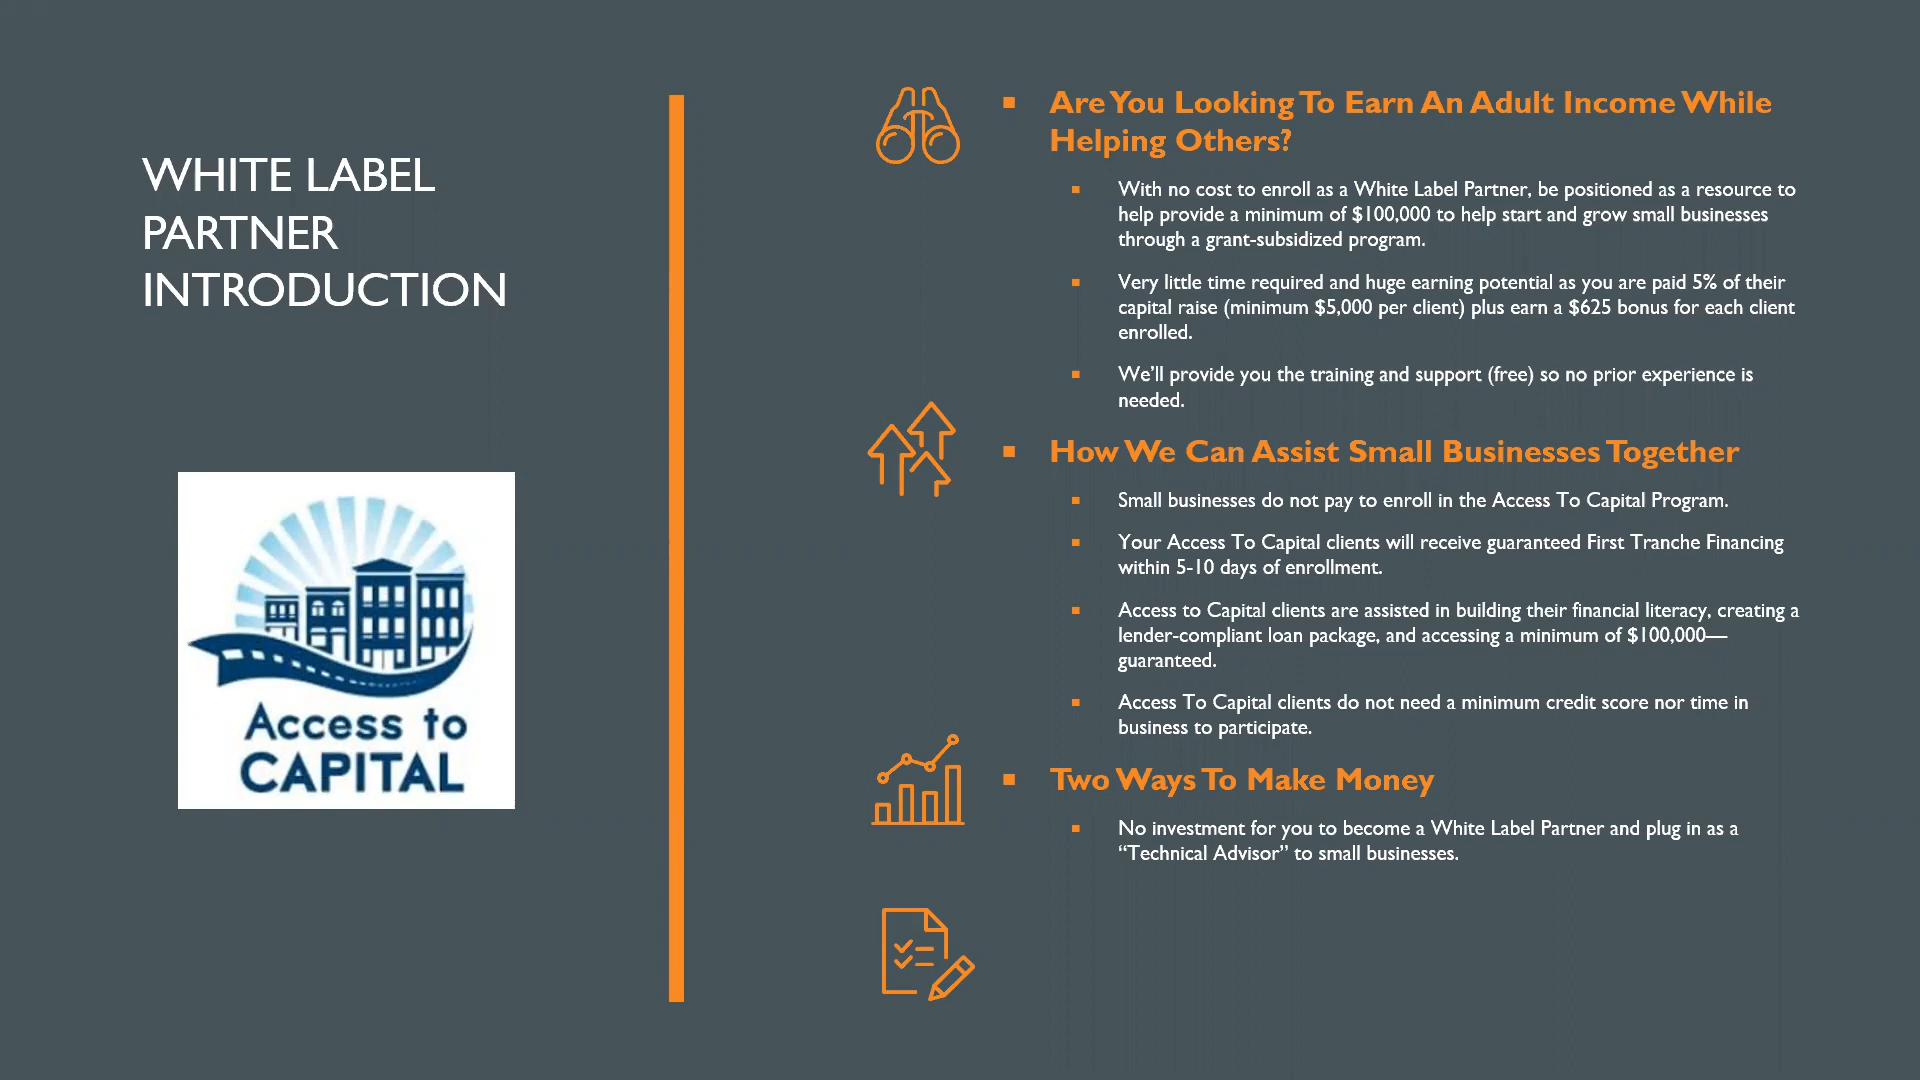 WHITE LABEL
PARTNER
INTRODUCTION
Access to
CAPITAL
Are You Looking To Earn An Adult Income While
Helping Others?
With no cost to enroll as a White Label Partner, be positioned as a resource to
help provide a minimum of $100,000 to help start and grow small businesses
through a grant-subsidized program.
Very little time required and huge earning potential as you are paid 5% of their
capital raise (minimum $5,000 per client) plus earn a $625 bonus for each client
enrolled.
We’ll provide you the training and support (free) so no prior experience is
needed.
How We Can Assist Small Businesses Together
Small businesses do not pay to enroll in the Access To Capital Program.
Your Access To Capital clients will receive guaranteed First Tranche Financing
within 5-10 days of enrollment.
Access to Capital clients are assisted in building their financial literacy, creating a
lender-compliant loan package, and accessing a minimum of $100,000—
guaranteed.
Access To Capital clients do not need a minimum credit score nor time in
business to participate.
Two Ways To Make Money
No investment for you to become a White Label Partner and plug in as a
“Technical Advisor” to small businesses.